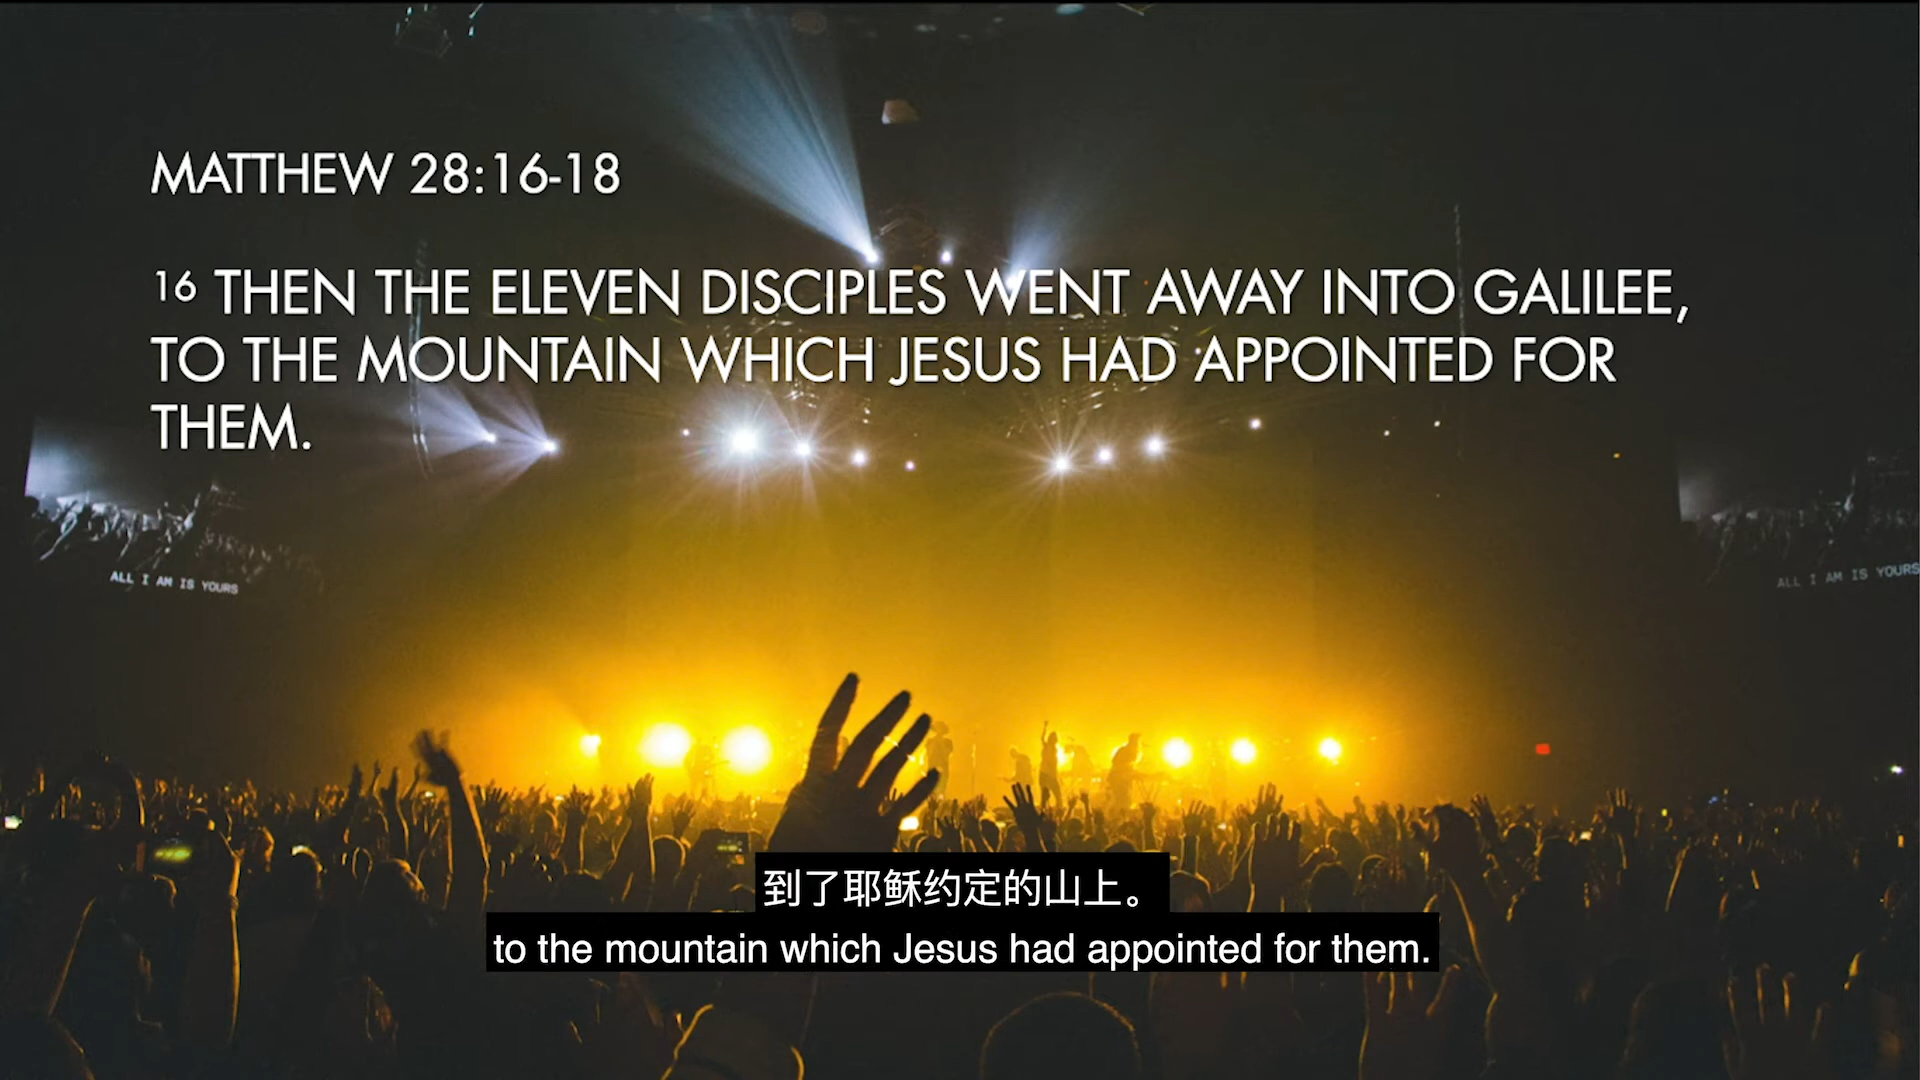 MATTHEW 28:16-18
16 THEN THE ELEVEN DISCIPLES WENT AWAY INTO GALILEE,
TO THE MOUNTAIN WHICH JESUS HAD APPOINTED FOR
THEM.
ALL I AM IS YOURS
ALL I AM IS YOURS
到了耶稣约定的山上。
to the mountain which Jesus had appointed for them.